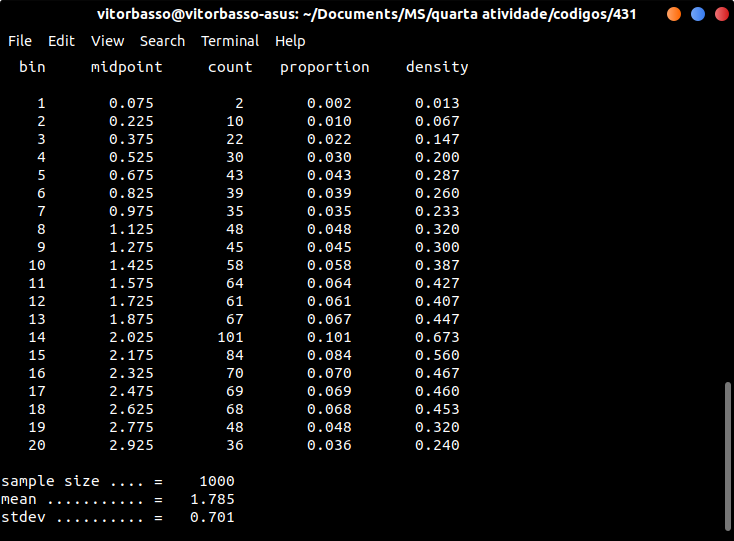 vitorbasso@vitorbasso-asus: ~/Documents/MS/quarta atividade/codigos/431
File Edit View Search Terminal Help
bin midpoint count proportion density
1 0.075 2 0.002 0.013
2 0.225 10 0.010 0.067
3 0.375 22 0.022 0.147
4 0.525 30 0.030 0.200
5 0.675 43 0.043 0.287
6 0.825 39 0.039 0.260
7 0.975 35 0.035 0.233
8 1.125 48 0.048 0.320
9 1.275 45 0.045 0.300
10 1.425 58 0.058 0.387
11 1.575 64 0.064 0.427
12 1.725 61 0.061 0.407
13 1.875 67 0.067 0.447
14 2.025 101 0.101 0.673
15 2.175 84 0.084 0.560
16 2.325 70 0.070 0.467
17 2.475 69 0.069 0.460
18 2.625 68 0.068 0.453
19 2.775 48 0.048 0.320
20 2.925 36 0.036 0.240
sample size .... = 1000
mean ........... = 1.785
stdev .......... = 0.701